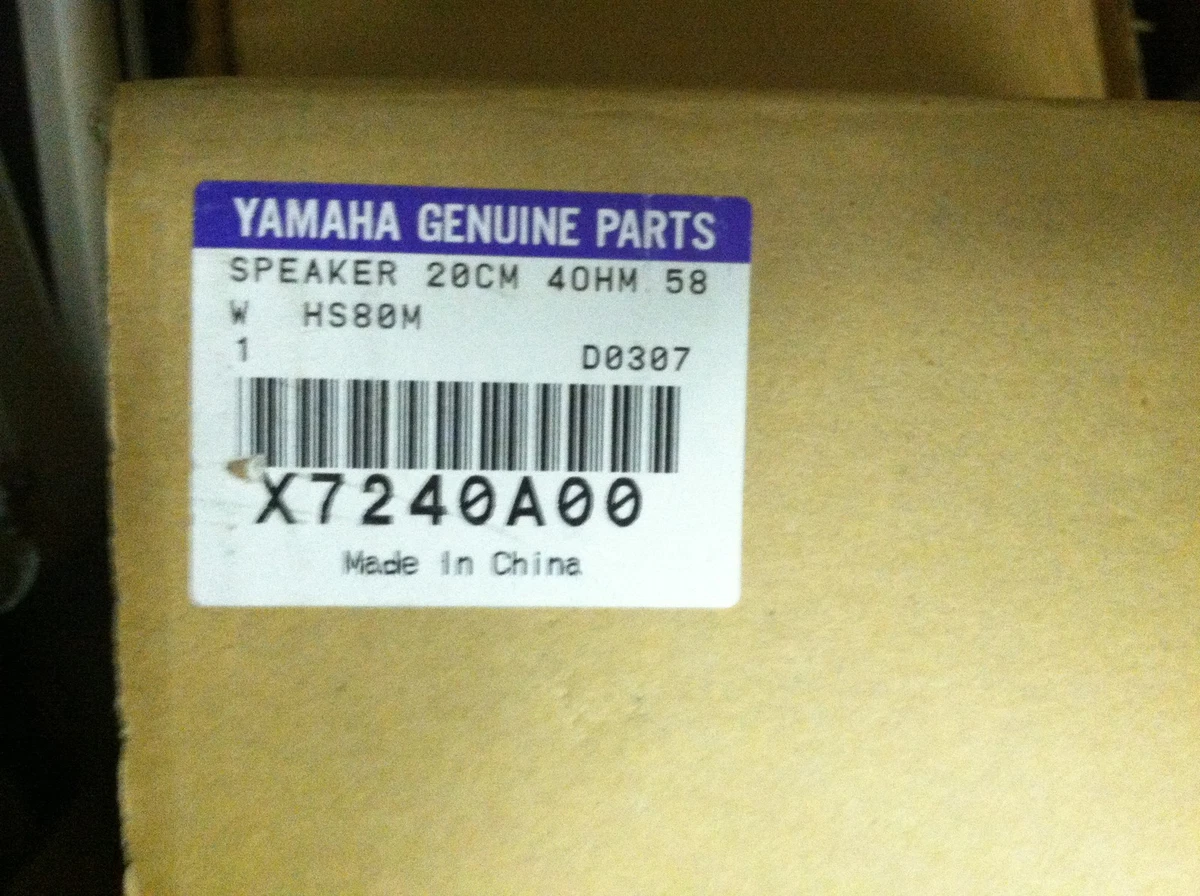 YAMAHA GENUINE PARTS
SPEAKER 20CM 4OHM 58
W HS80M
1 D0307
X7240A00
Made In China